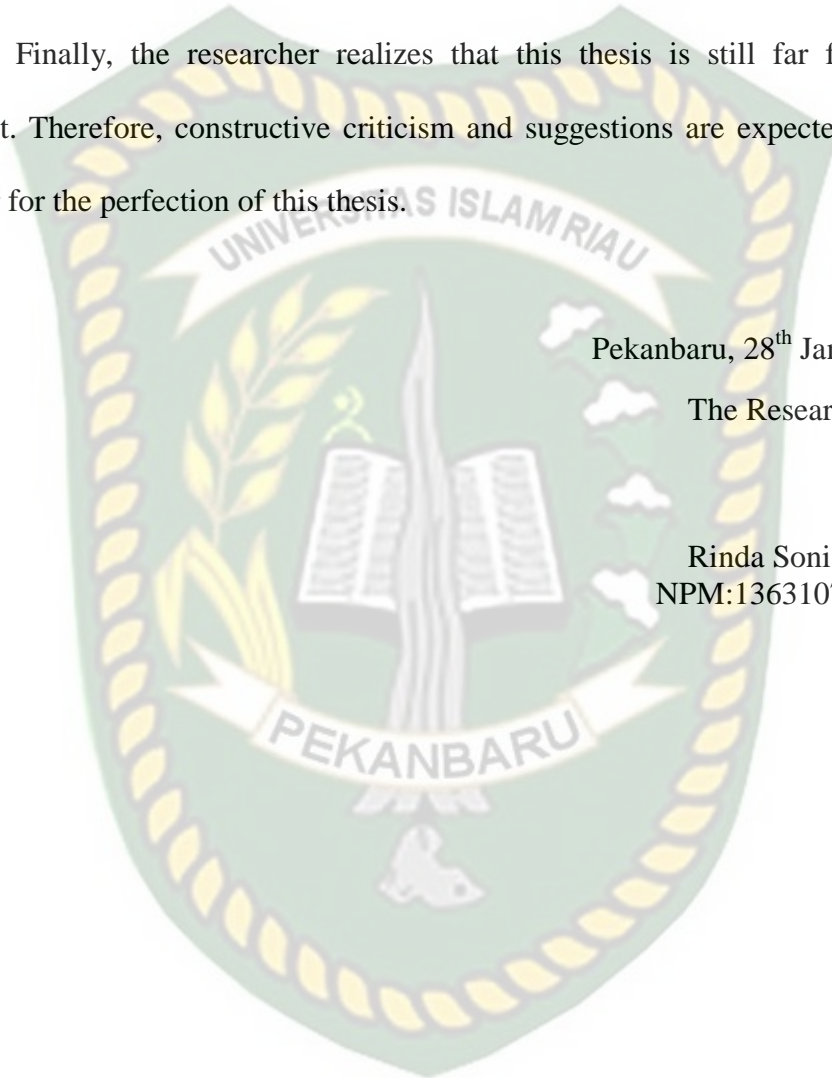 Finally, the researcher realizes that this thesis is still far f
t. Therefore, constructive criticism and suggestions are expecte
for the perfection of this thesis.
UNIVERSITAS ISLAM RIAU
Pekanbaru, 28th Jar
The Resear
Rinda Soni
NPM:136310
PEKANBARU